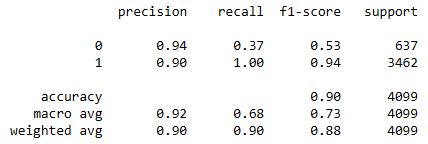 precision recall f1-score support
0 0.94 0.37 0.53 637
1 0.90 1.00 0.94 3462
accuracy 0.90 4099
macro avg 0.92 0.68 0.73 4099
weighted avg 0.90 0.90 0.88 4099